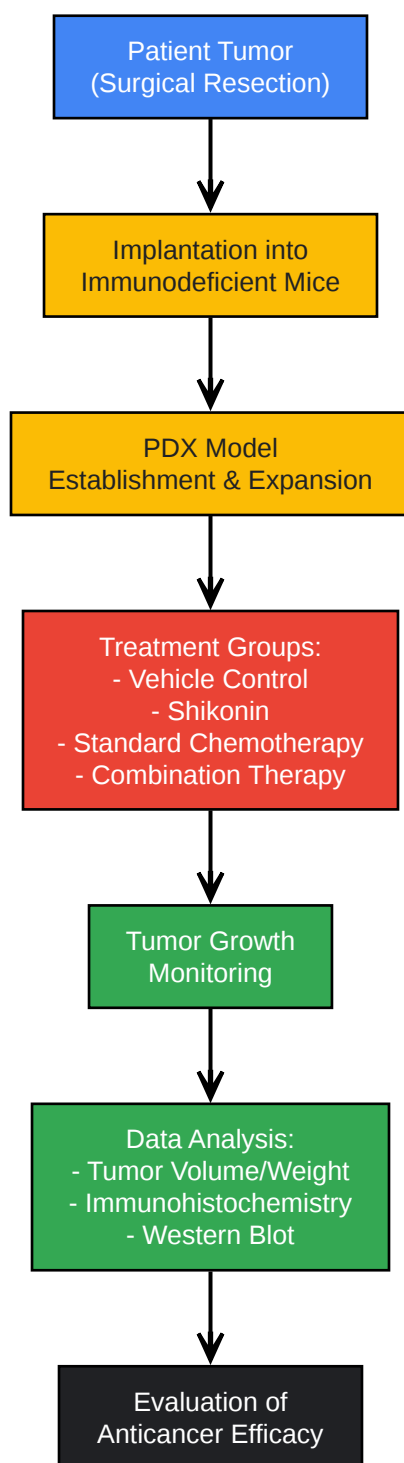 Patient Tumor
(Surgical Resection)
Implantation into
Immunodeficient Mice
PDX Model
Establishment & Expansion
Treatment Groups:
- Vehicle Control
- Shikonin
- Standard Chemotherapy
- Combination Therapy
Tumor Growth
Monitoring
Data Analysis:
- Tumor Volume/Weight
- Immunohistochemistry
- Western Blot
Evaluation of
Anticancer Efficacy